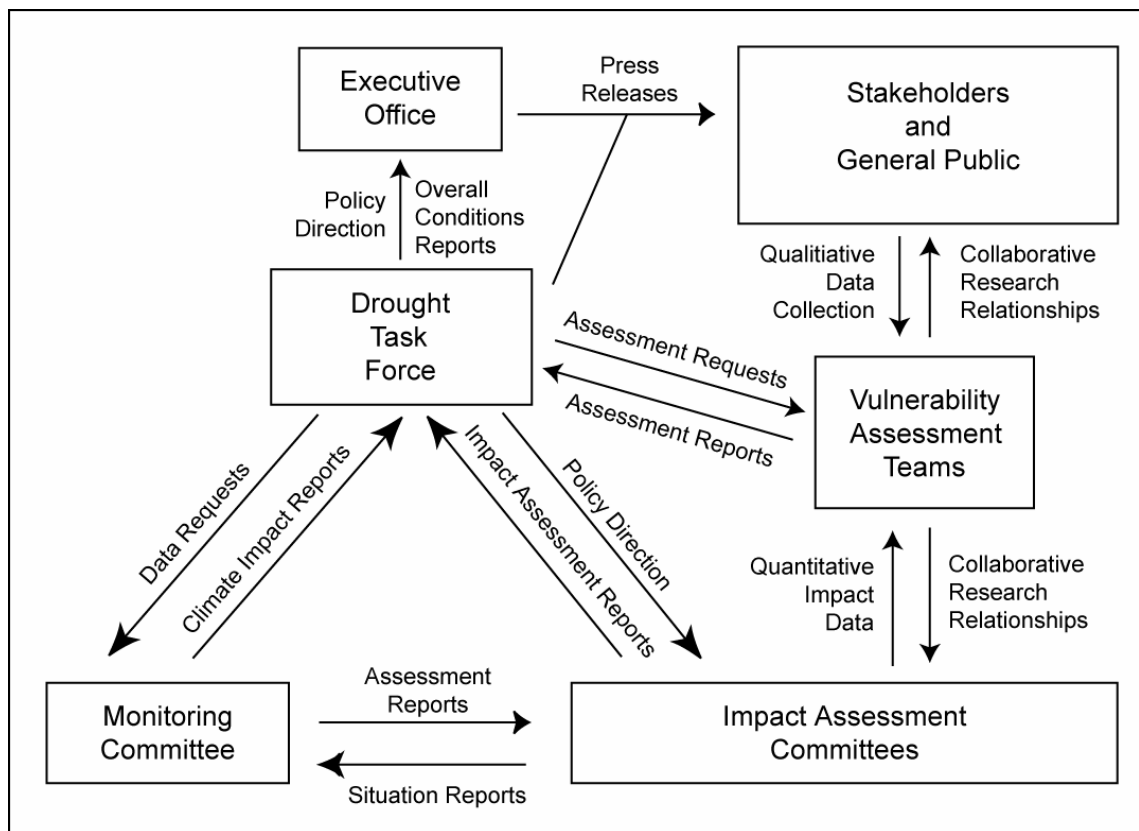 Executive
Office
Press
Releases
Stakeholders
and
General Public
Policy
Direction
Overall
Conditions
Reports
Qualitiative
Data
Collection
Collaborative
Research
Relationships
Drought
Task
Force
Assessment Requests
Assessment Reports
Vulnerability
Assessment
Teams
Data Requests
Climate Impact Reports
Impact Assessment Reports
Policy Direction
Quantitative
Impact
Data
Collaborative
Research
Relationships
Monitoring
Committee
Assessment
Reports
Situation Reports
Impact Assessment
Committees